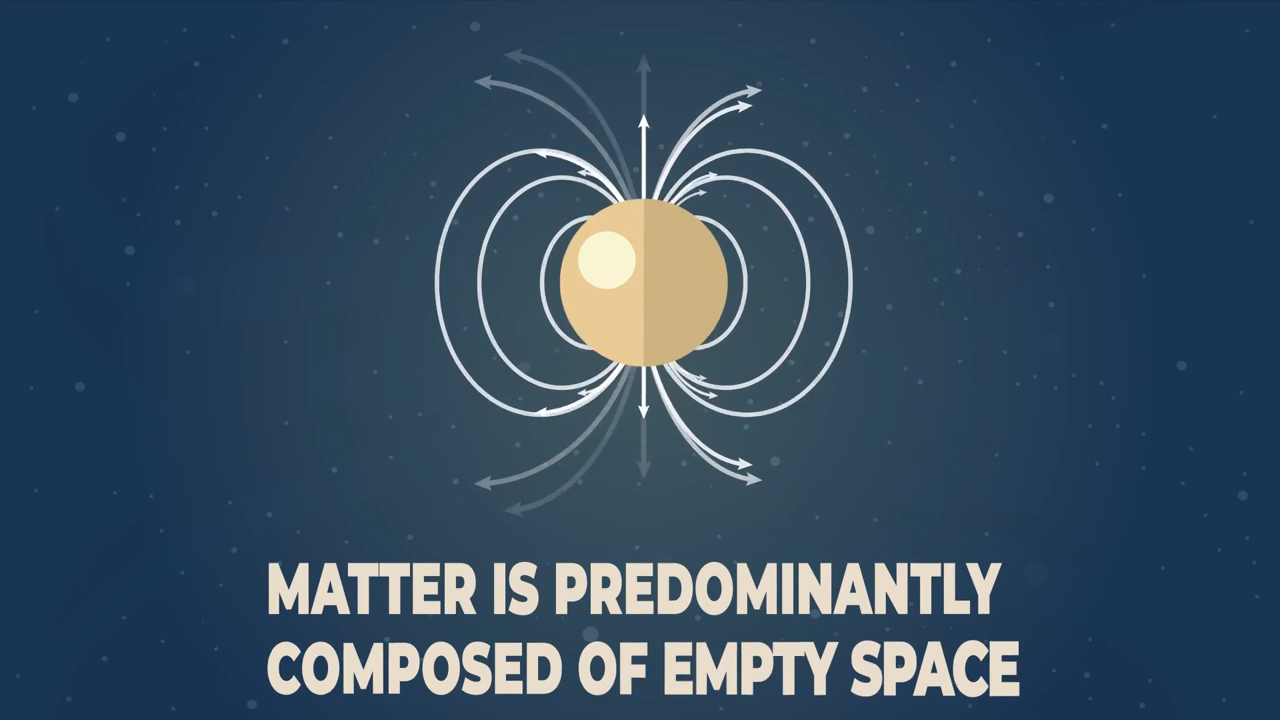 MATTER IS PREDOMINANTLY
COMPOSED OF EMPTY SPACE